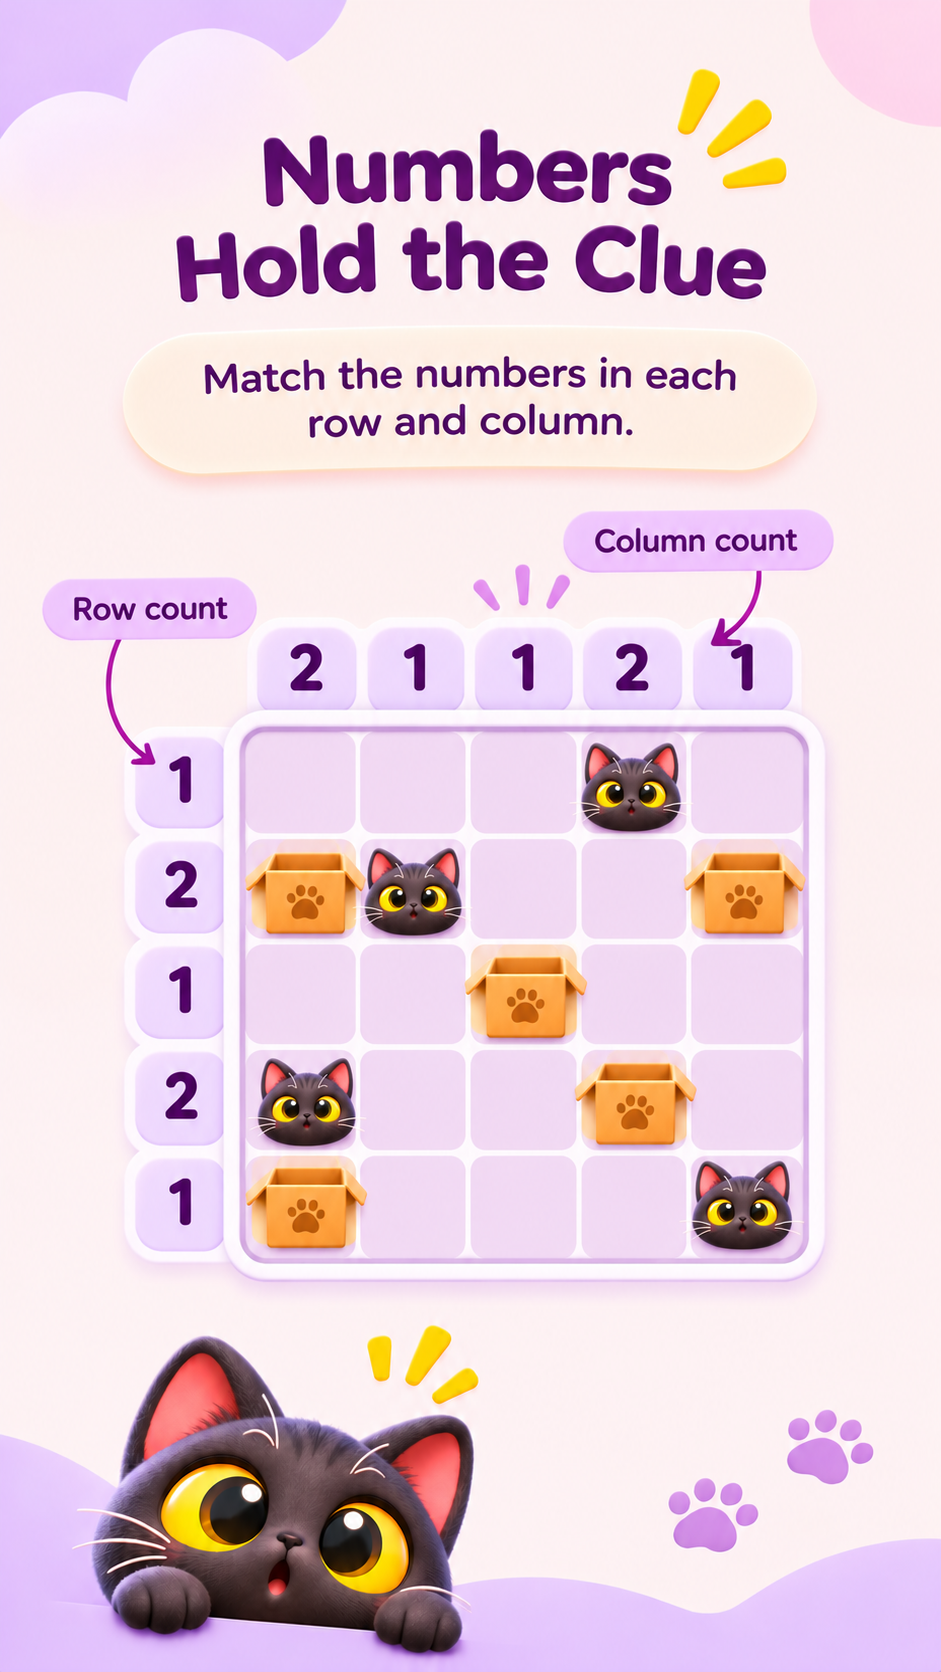 Numbers
Hold the Clue
Match the numbers in each
row and column.
Column count
Row count
2 1 1 2 1
1
2
1
2
1